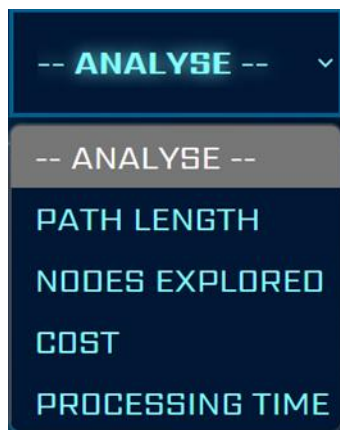 -- ANALYSE --
-- ANALYSE --
PATH LENGTH
NODES EXPLORED
COST
PROCESSING TIME